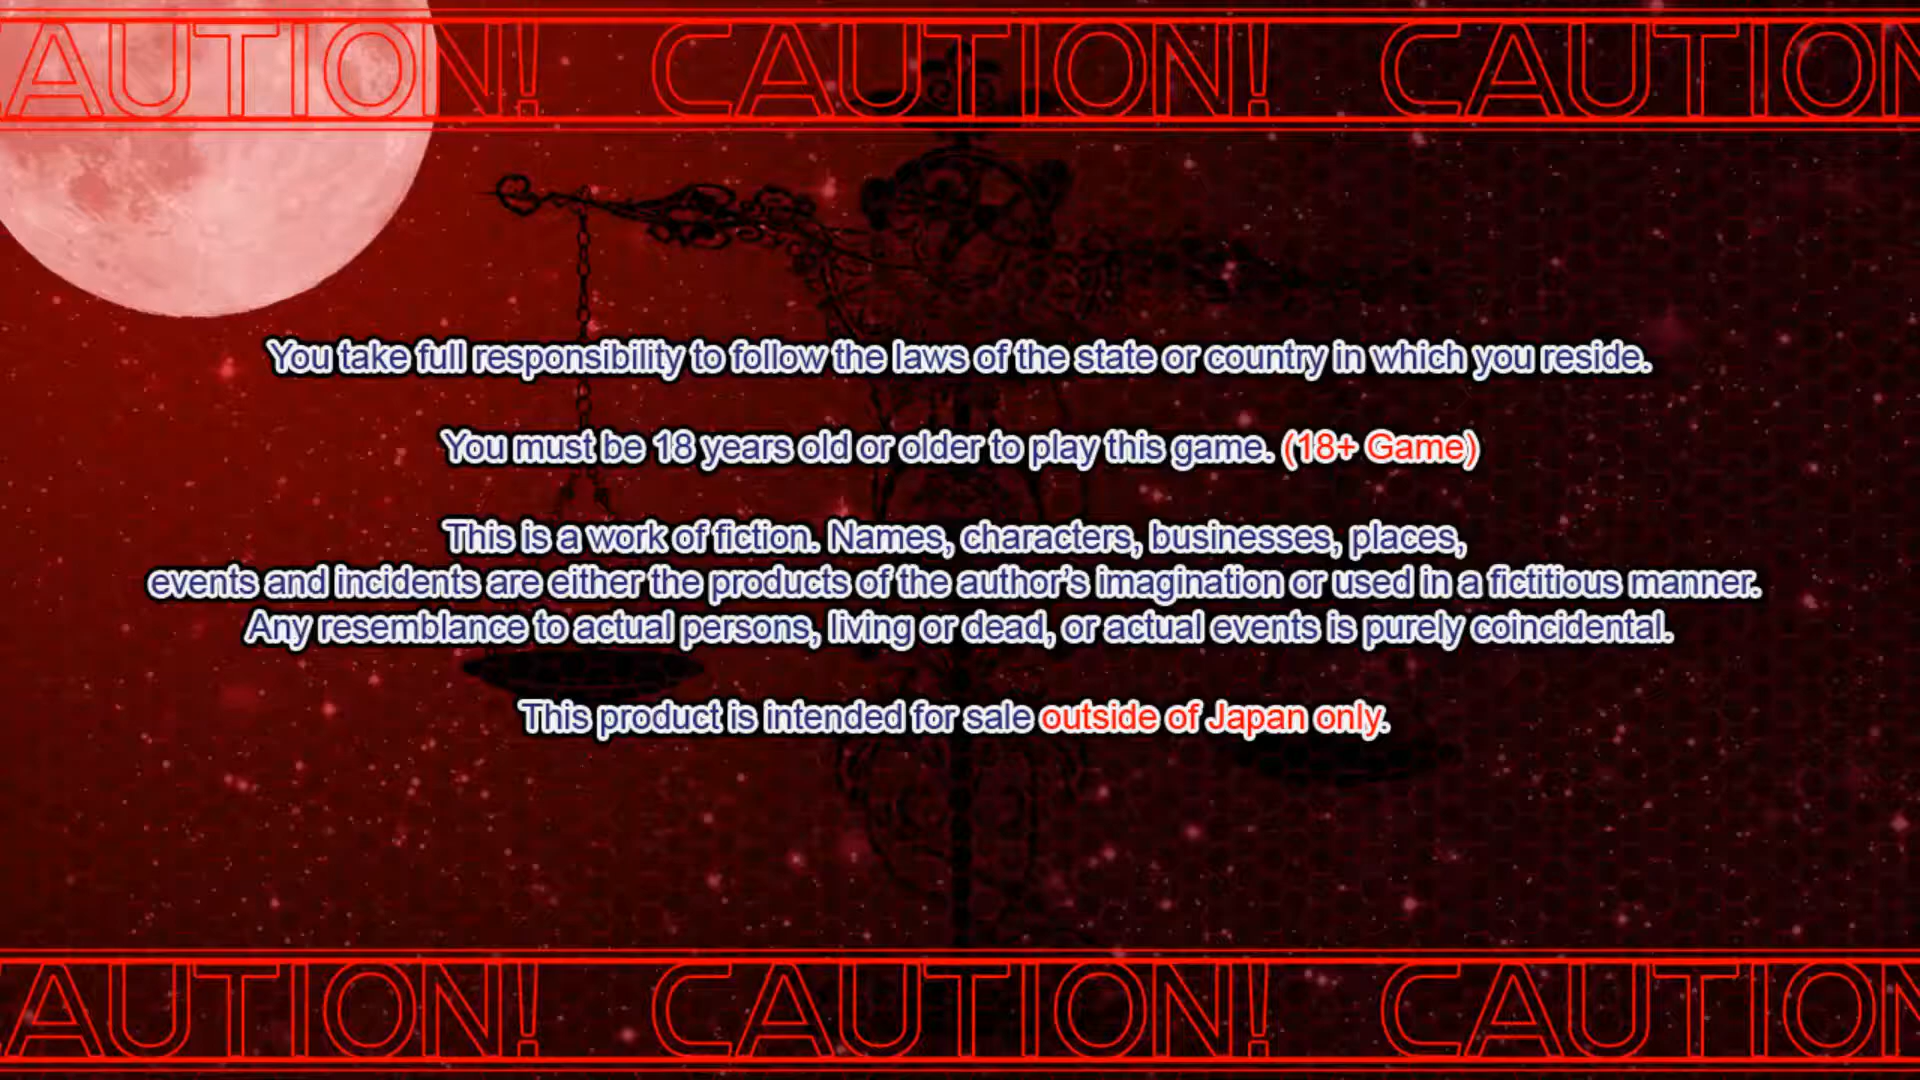 AUTION! CAUTION! CAUTION
You take full responsibility to follow the laws of the state or country in which you reside.
You must be 18 years old or older to play this game. (18+ Game)
This is a work of fiction. Names, characters, businesses, places,
events and incidents are either the products of the author's imagination or used in a fictitious manner.
Any resemblance to actual persons, living or dead, or actual events is purely coincidental.
This product is intended for sale outside of Japan only.
AUTION! CAUTION! CAUTION